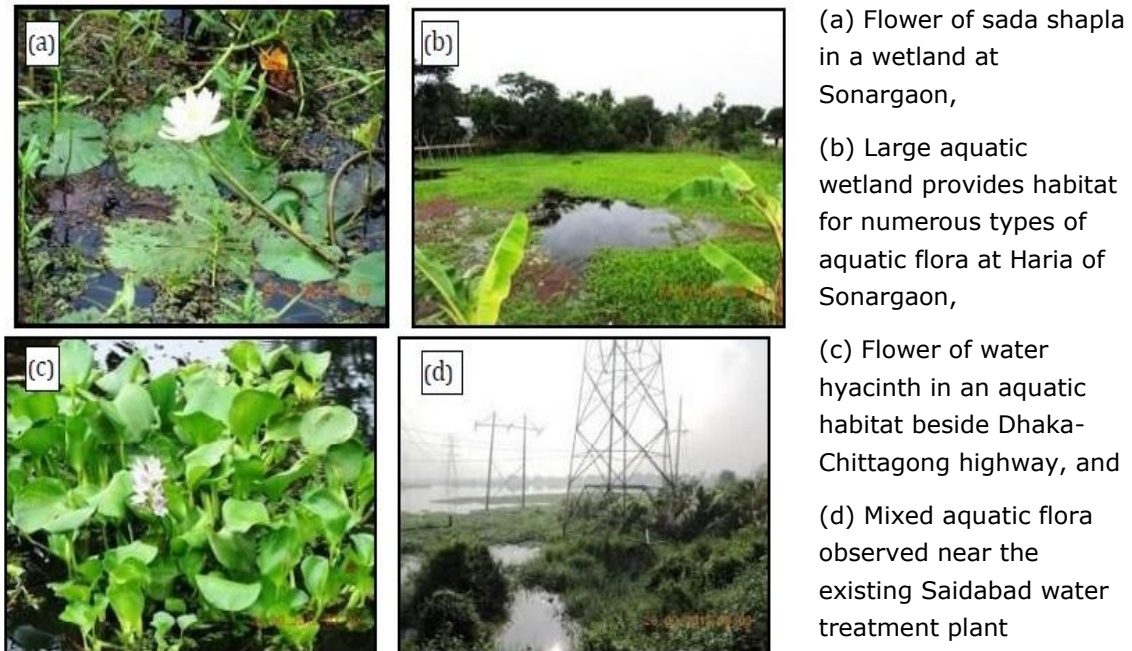 (a)
(b)
(c)
(d)
(a) Flower of sada shapla
in a wetland at
Sonargaon,
(b) Large aquatic
wetland provides habitat
for numerous types of
aquatic flora at Haria of
Sonargaon,
(c) Flower of water
hyacinth in an aquatic
habitat beside Dhaka-
Chittagong highway, and
(d) Mixed aquatic flora
observed near the
existing Saidabad water
treatment plant